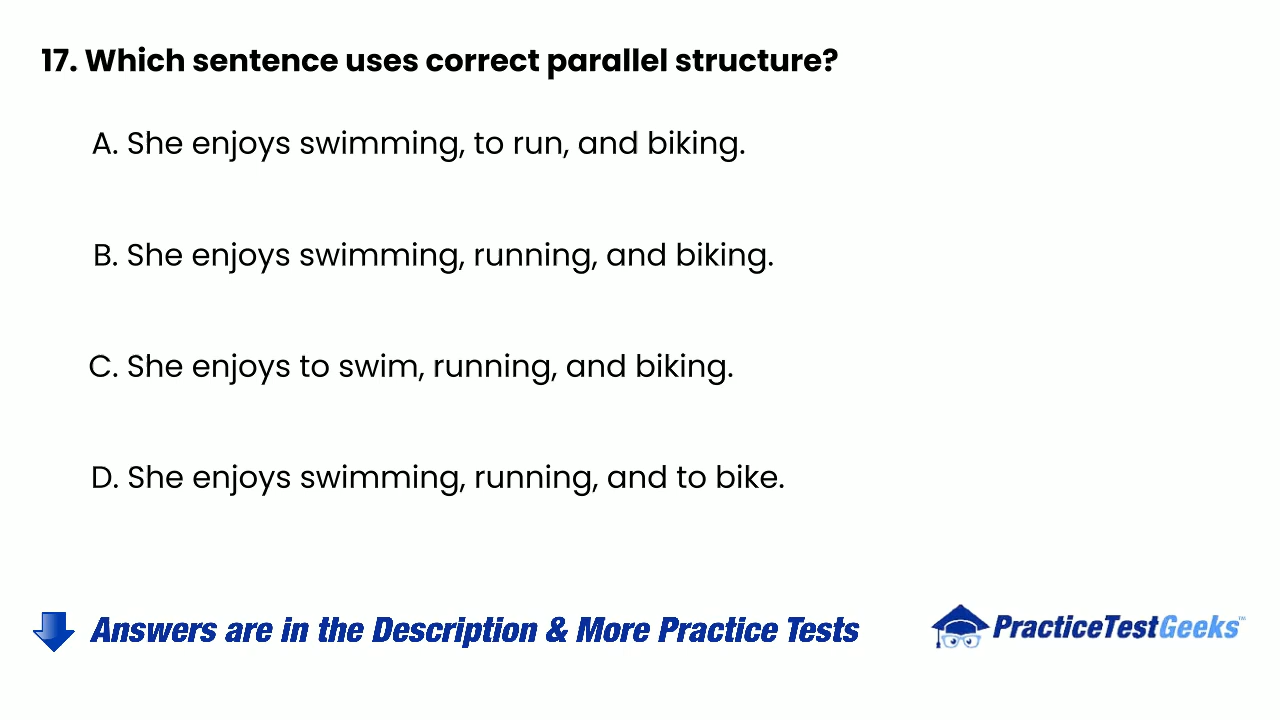 17. Which sentence uses correct parallel structure?
A. She enjoys swimming, to run, and biking.
B. She enjoys swimming, running, and biking.
C. She enjoys to swim, running, and biking.
D. She enjoys swimming, running, and to bike.
Answers are in the Description & More Practice Tests
PracticeTestGeeks™